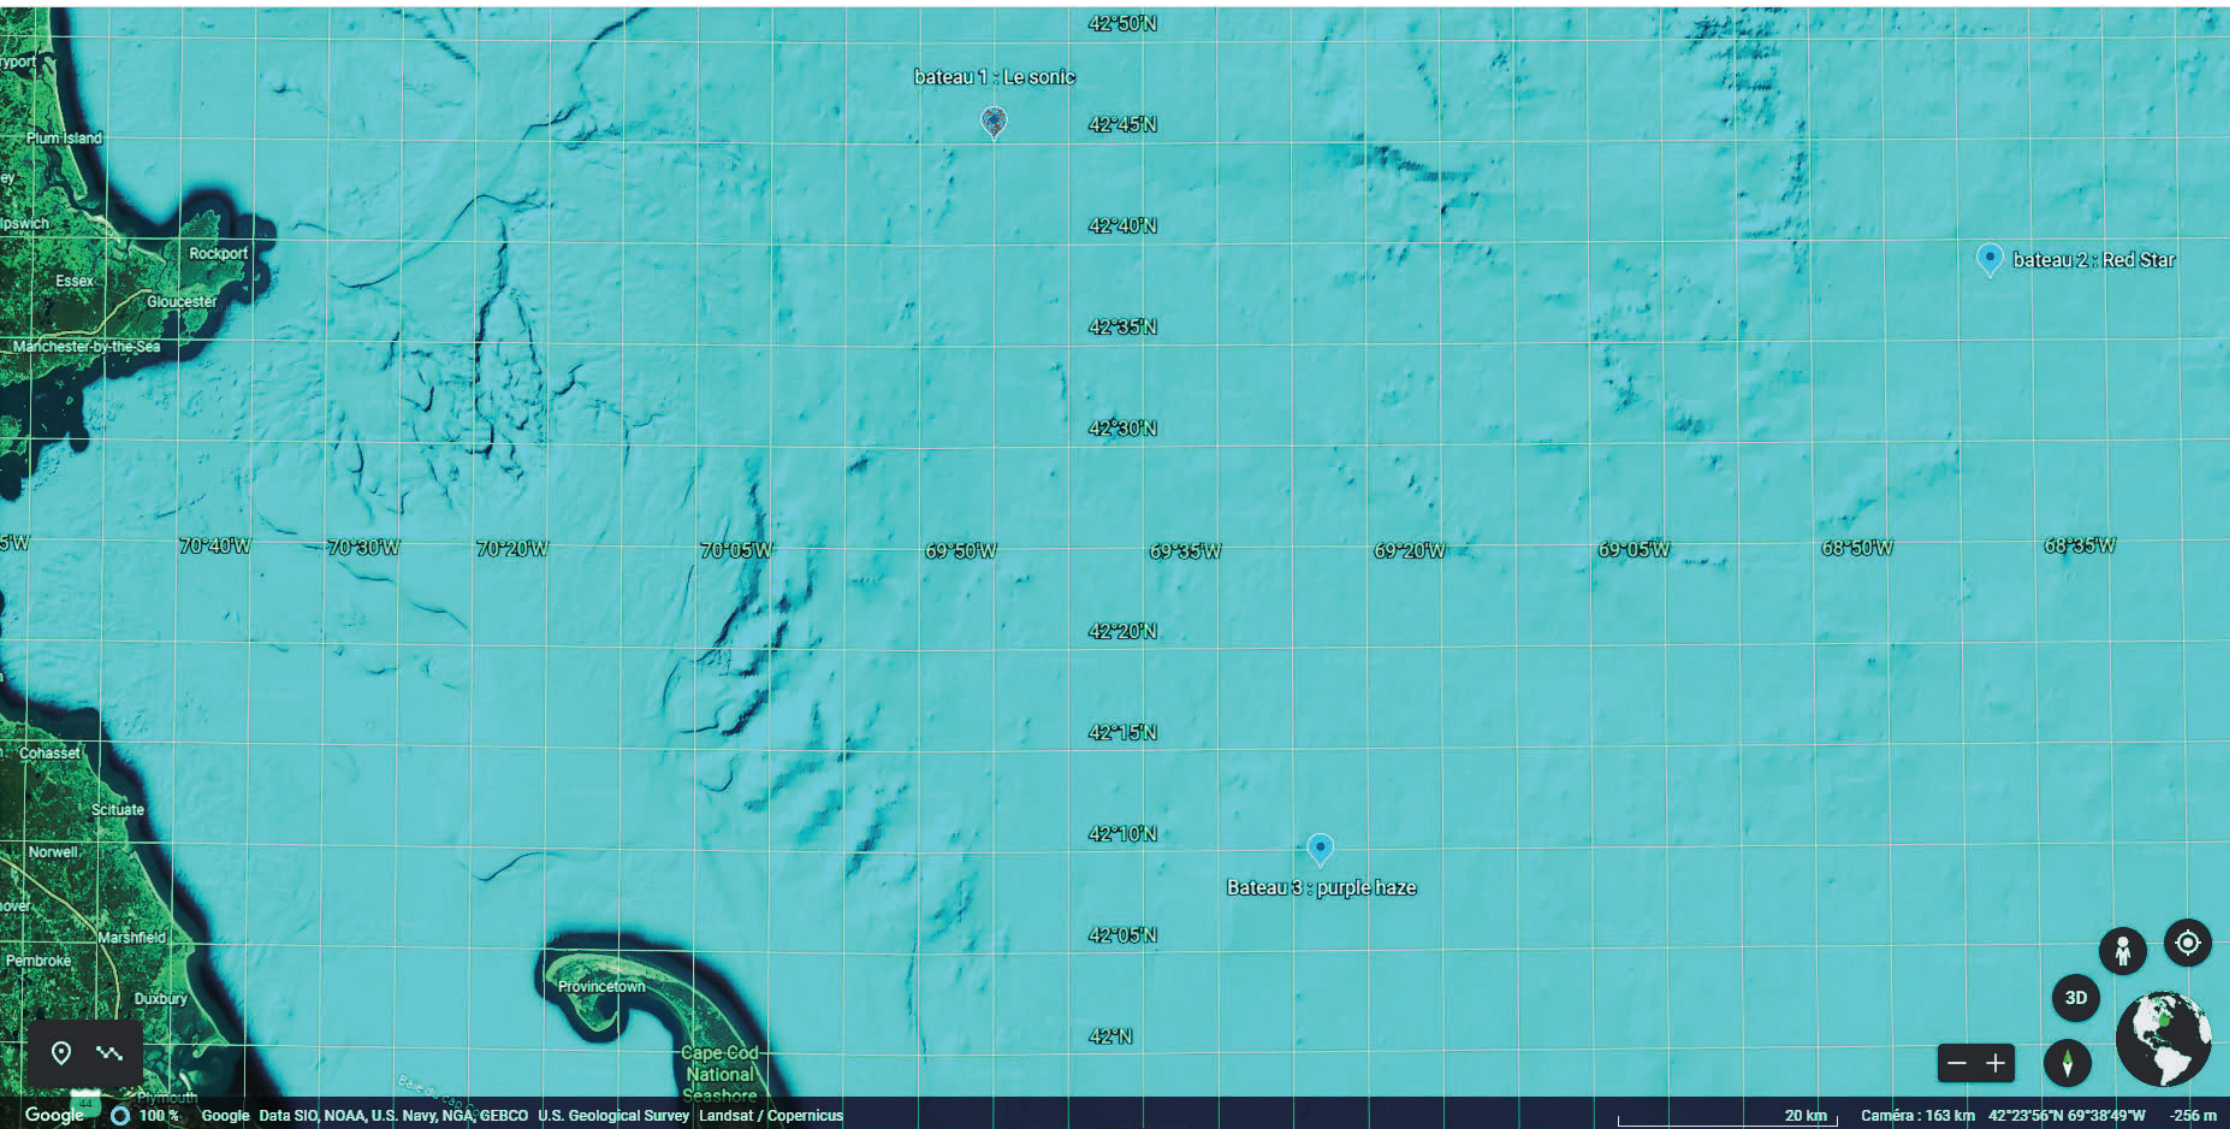 42°50'N
ryport
bateau 1 : Le sonic
42°45'N
Plum Island
ey
Ipswich
42°40'N
Rockport
bateau 2 : Red Star
Essex
Gloucester
42°35'N
Manchester-by-the-Sea
42°30'N
5'W 70°40'W 70°30'W 70°20'W 70°05'W 69°50'W 69°35'W 69°20'W 69°05'W 68°50'W 68°35'W
42°20'N
42°15'N
Cohasset
Scituate
42°10'N
Norwell
Bateau 3 : purple haze
over
42°05'N
Marshfield
Pembroke
Provincetown
Duxbury
3D
42°N
Cape Cod
National
Seashore
Plymouth
44
Google 100 % Google Data SIO, NOAA, U.S. Navy, NGA, GEBCO U.S. Geological Survey Landsat / Copernicus 20 km Caméra : 163 km 42°23'56"N 69°38'49"W -256 m